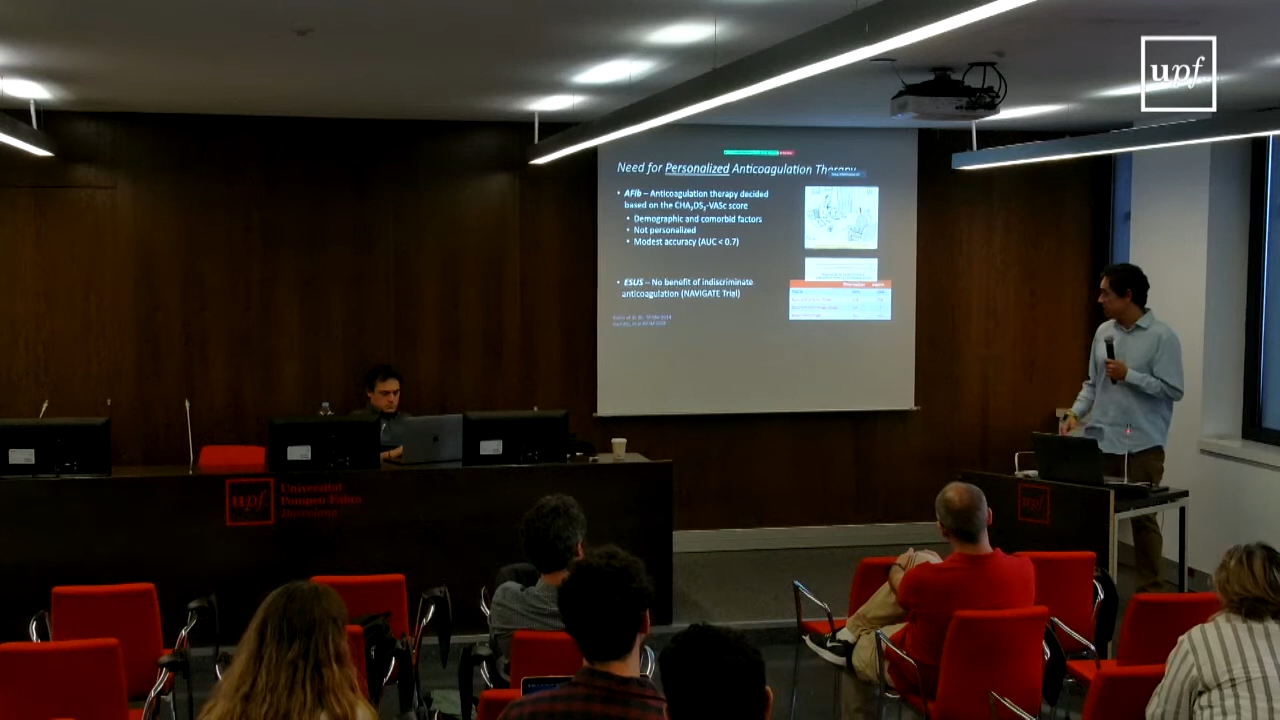 upf
Need for Personalized Anticoagulation Therapy
• AFib – Anticoagulation therapy decided
based on the CHA₂DS₂-VASc score
• Demographic and comorbid factors
• Not personalized
• Modest accuracy (AUC < 0.7)
• ESUS – No benefit of indiscriminate
anticoagulation (NAVIGATE Trial)
upf
Universitat
Pompeu Fabra
Barcelona
upf